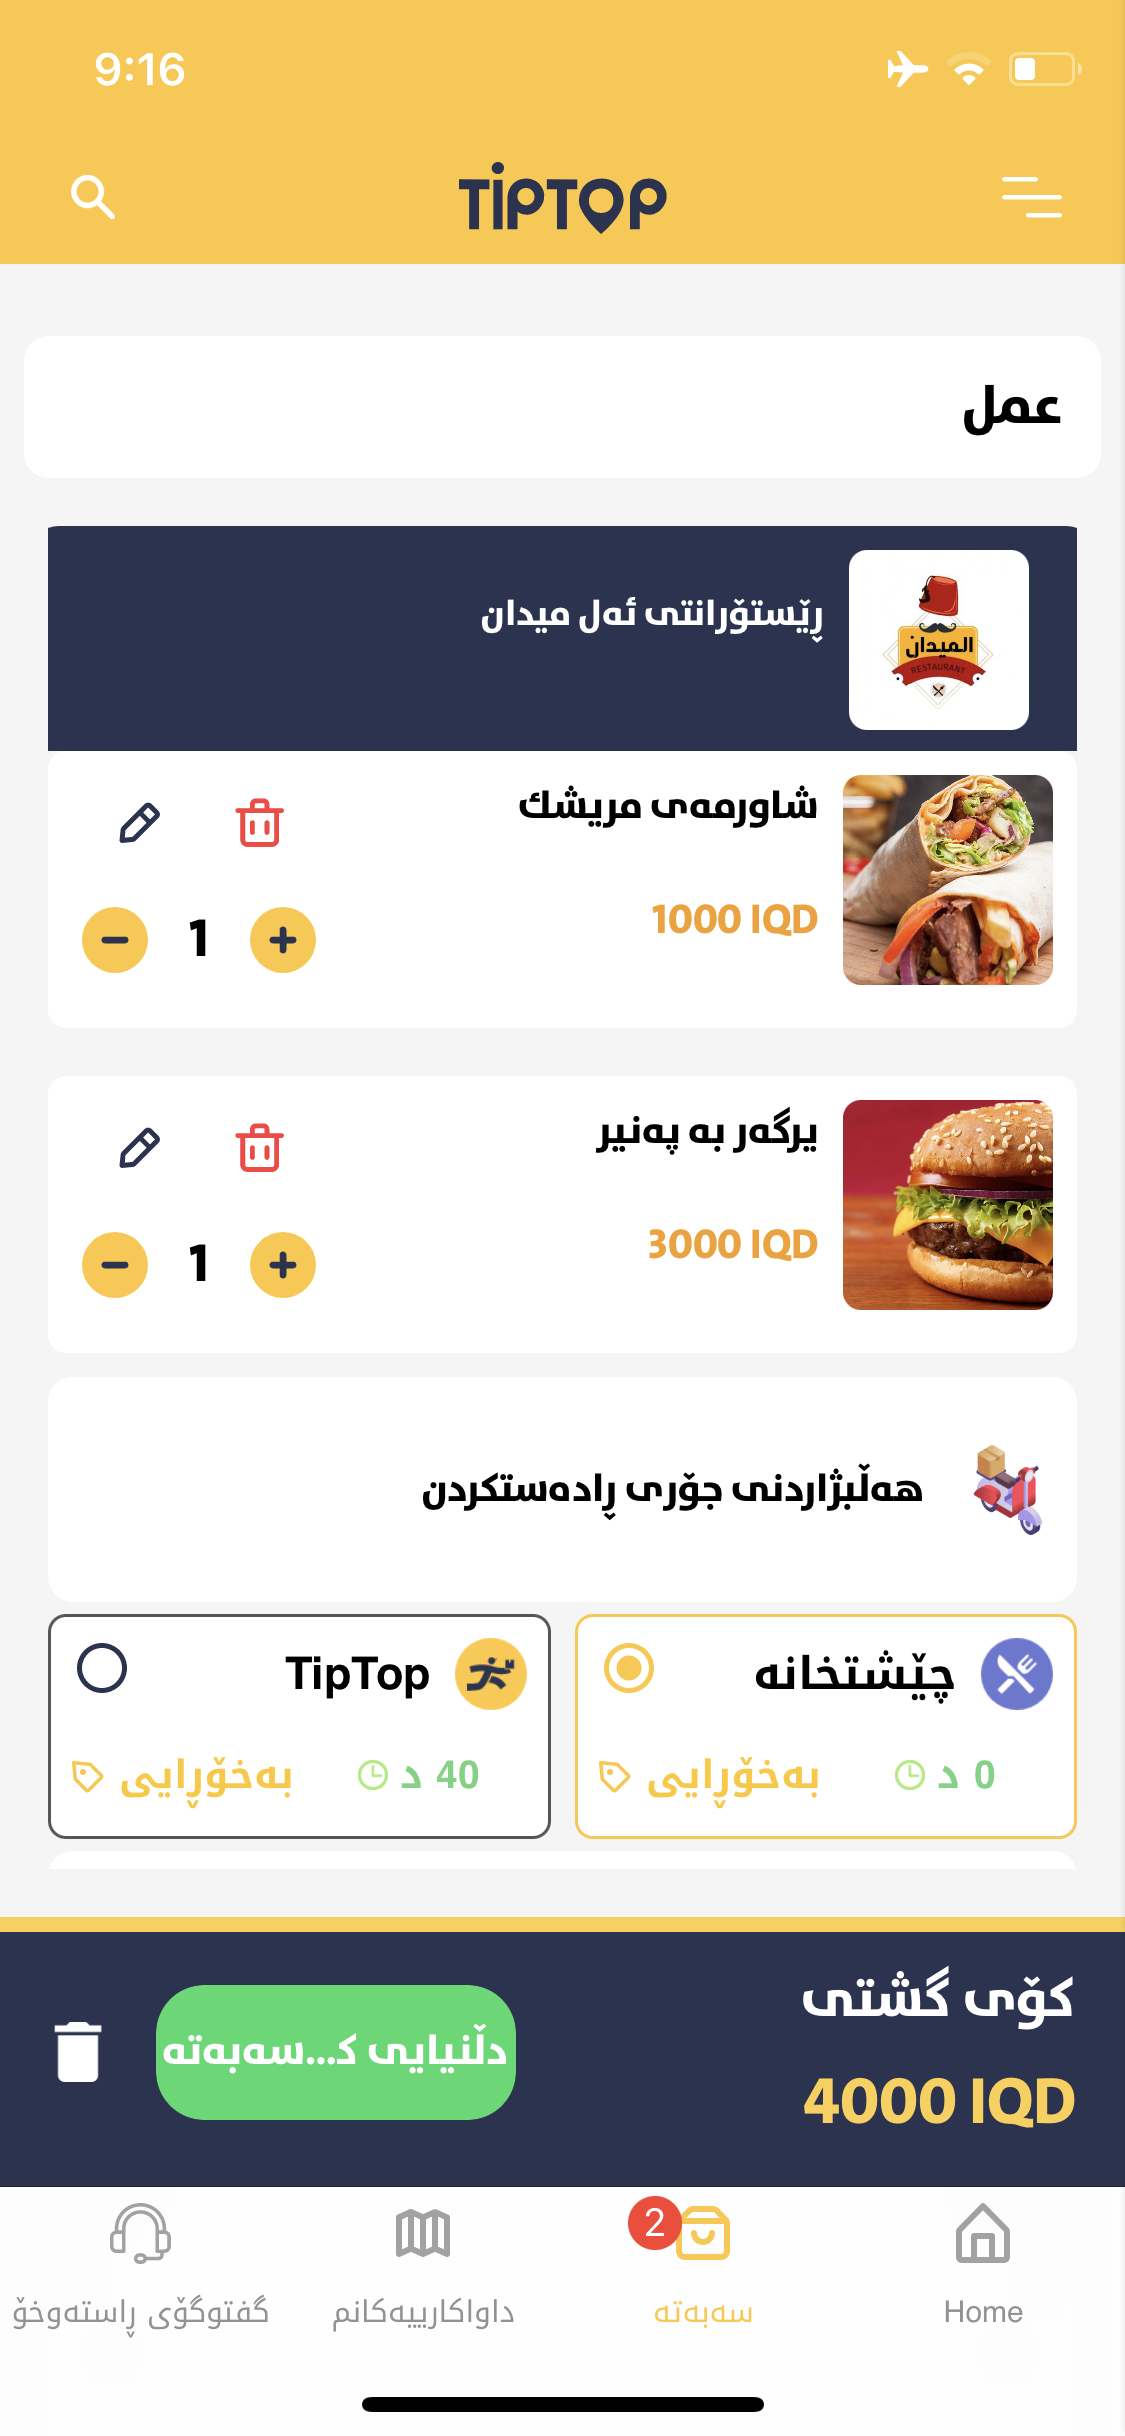 9:16
TIPTOP
عمل
ڕێستۆرانتی ئەل میدان
الميدان
RESTAURANT
شاورمەی مریشك
1000 IQD
1
یرگەر بە پەنیر
3000 IQD
1
هەڵبژاردنی جۆری ڕادەستکردن
چێشتخانە
0 د
بەخۆڕایی
TipTop
40 د
بەخۆڕایی
کۆی گشتی
4000 IQD
دڵنیایی ک...سەبەتە
Home
2
سەبەتە
داواکارییەکانم
گفتوگۆی ڕاستەوخۆ